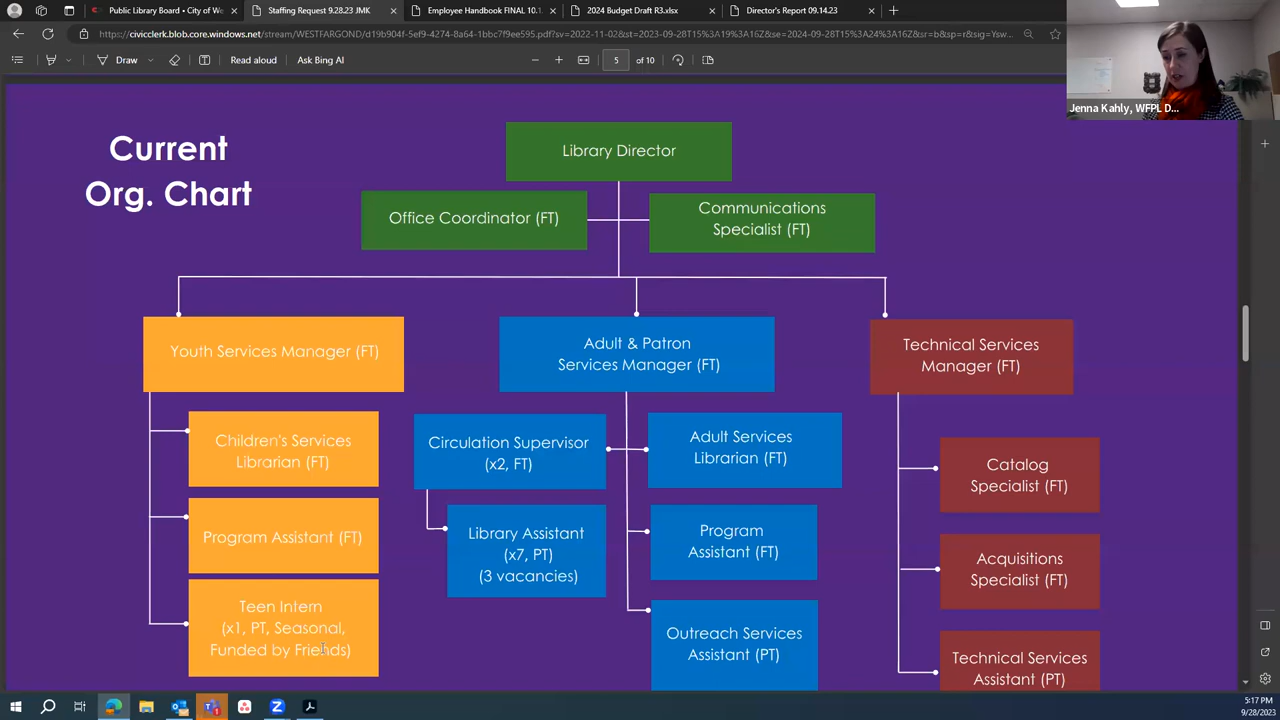 Public Library Board • City of We
Staffing Request 9.28.23 JMK
Employee Handbook FINAL 10.1.
2024 Budget Draft R3.xlsx
Director's Report 09.14.23
Draw
Read aloud
Ask Bing AI
5 of 10
Jenna Kahly, WFPL D...
Current
Org. Chart
Library Director
Office Coordinator (FT)
Communications
Specialist (FT)
Youth Services Manager (FT)
Adult & Patron
Services Manager (FT)
Technical Services
Manager (FT)
Children's Services
Librarian (FT)
Program Assistant (FT)
Teen Intern
(x1, PT, Seasonal,
Funded by Friends)
Circulation Supervisor
(x2, FT)
Library Assistant
(x7, PT)
(3 vacancies)
Adult Services
Librarian (FT)
Program
Assistant (FT)
Outreach Services
Assistant (PT)
Catalog
Specialist (FT)
Acquisitions
Specialist (FT)
Technical Services
Assistant (PT)
5:17 PM
9/28/2023